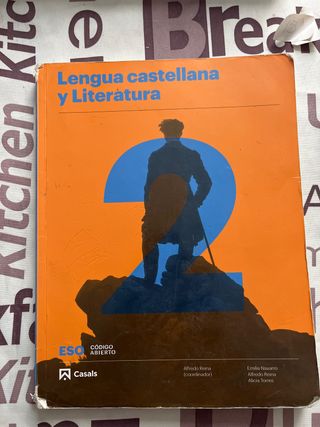 Kitchen
Break
Lengua castellana
y Literatura
2
ESO
CÓDIGO
ABIERTO
Casals
Alfredo Reina
(coordinador)
Emilia Navarro
Alfredo Reina
Alicia Torres
Kitchen